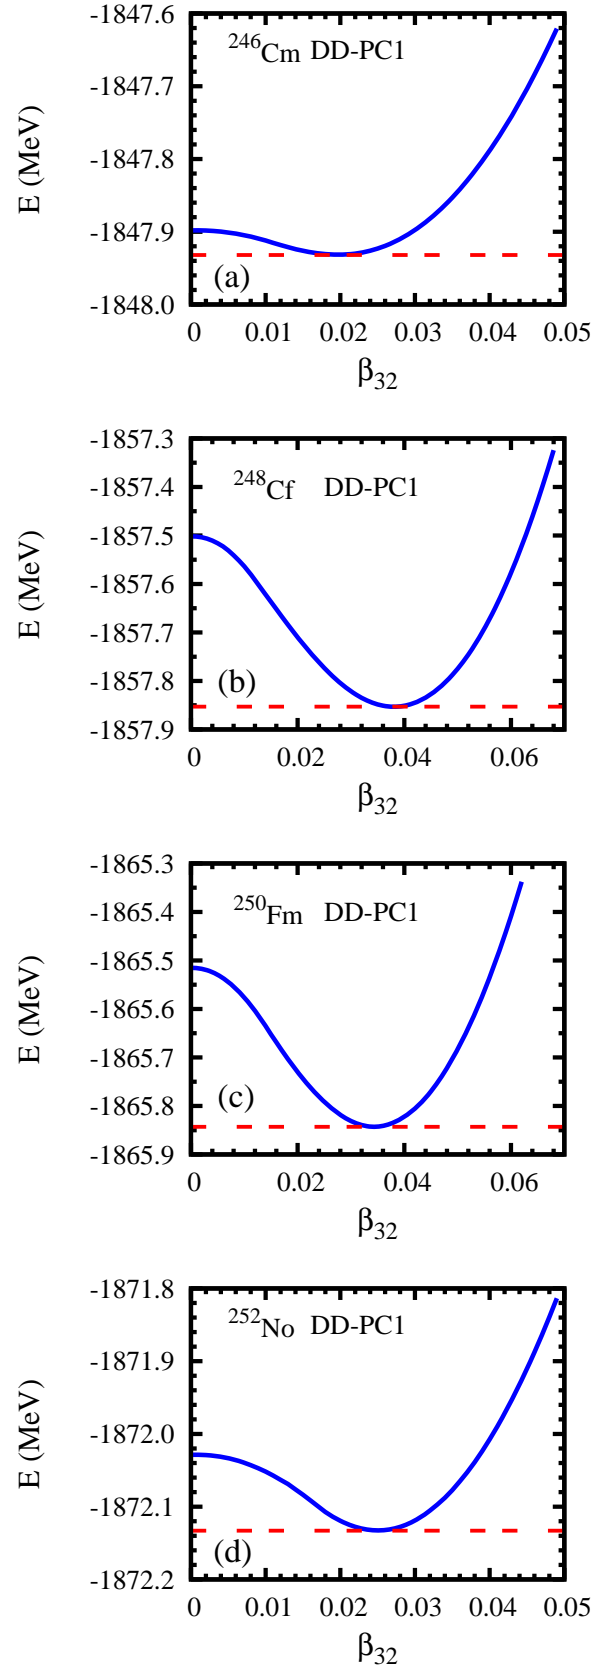 -1847.6
-1847.7
-1847.8
-1847.9
-1848.0
E (MeV)
²⁴⁶Cm DD-PC1
(a)
0 0.01 0.02 0.03 0.04 0.05
β₃₂
-1857.3
-1857.4
-1857.5
-1857.6
-1857.7
-1857.8
-1857.9
E (MeV)
²⁴⁸Cf DD-PC1
(b)
0 0.02 0.04 0.06
β₃₂
-1865.3
-1865.4
-1865.5
-1865.6
-1865.7
-1865.8
-1865.9
E (MeV)
²⁵⁰Fm DD-PC1
(c)
0 0.02 0.04 0.06
β₃₂
-1871.8
-1871.9
-1872.0
-1872.1
-1872.2
E (MeV)
²⁵²No DD-PC1
(d)
0 0.01 0.02 0.03 0.04 0.05
β₃₂